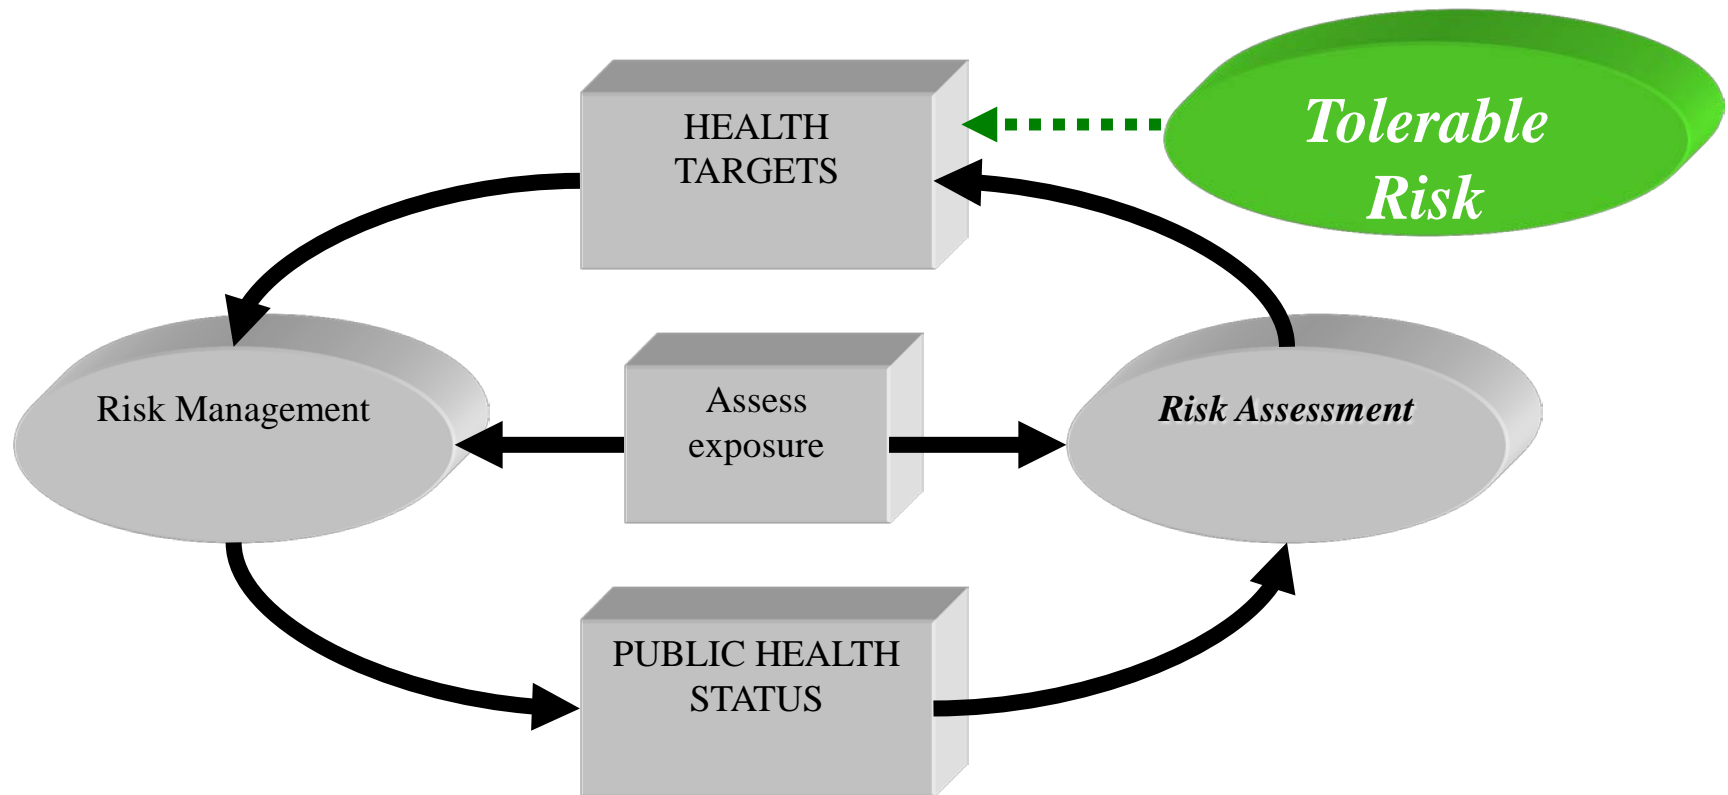 HEALTH
TARGETS
Tolerable
Risk
Risk Management
Assess
exposure
Risk Assessment
PUBLIC HEALTH
STATUS